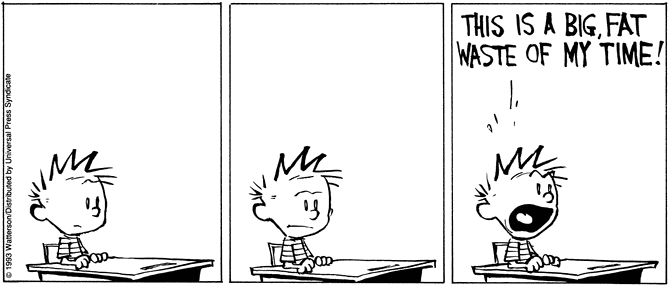 © 1993 Watterson/Distributed by Universal Press Syndicate
THIS IS A BIG, FAT
WASTE OF MY TIME!